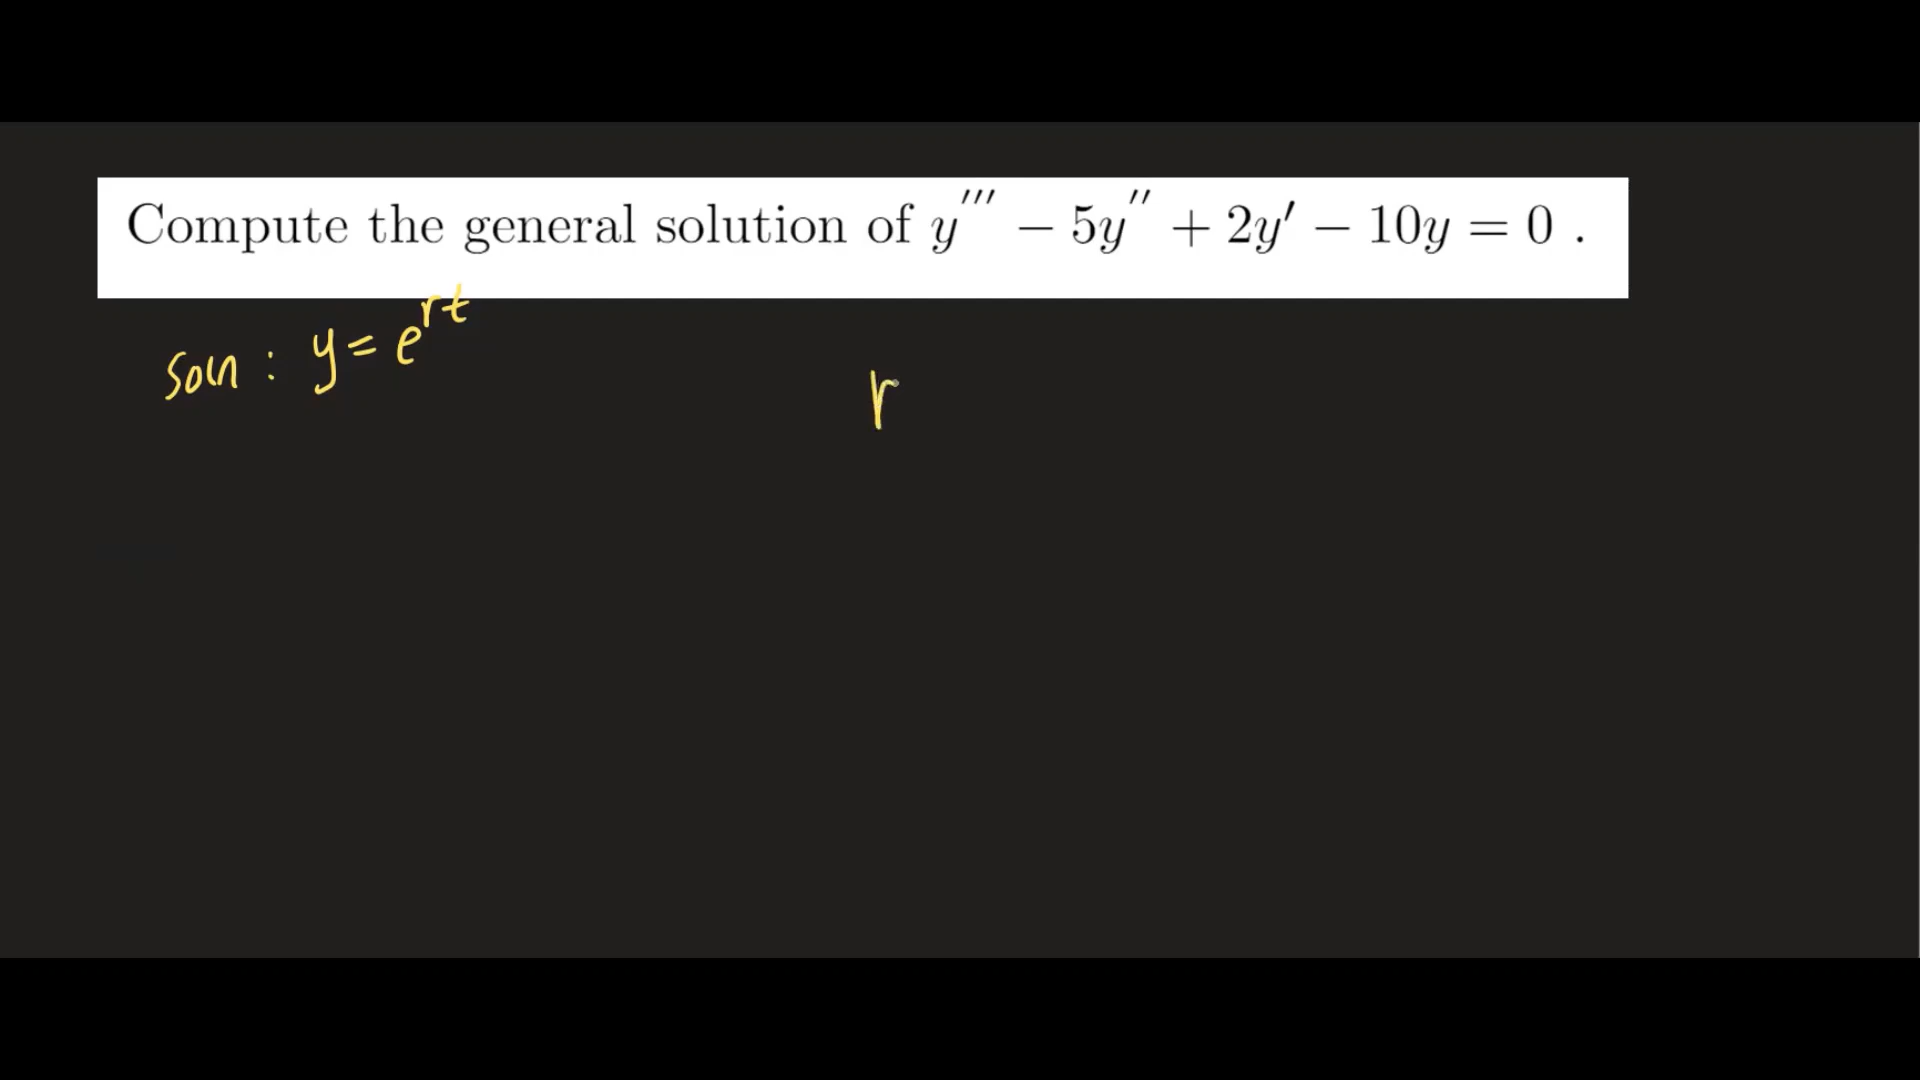 Compute the general solution of y''' − 5y'' + 2y' − 10y = 0 .
soln : y = e^{rt}
r